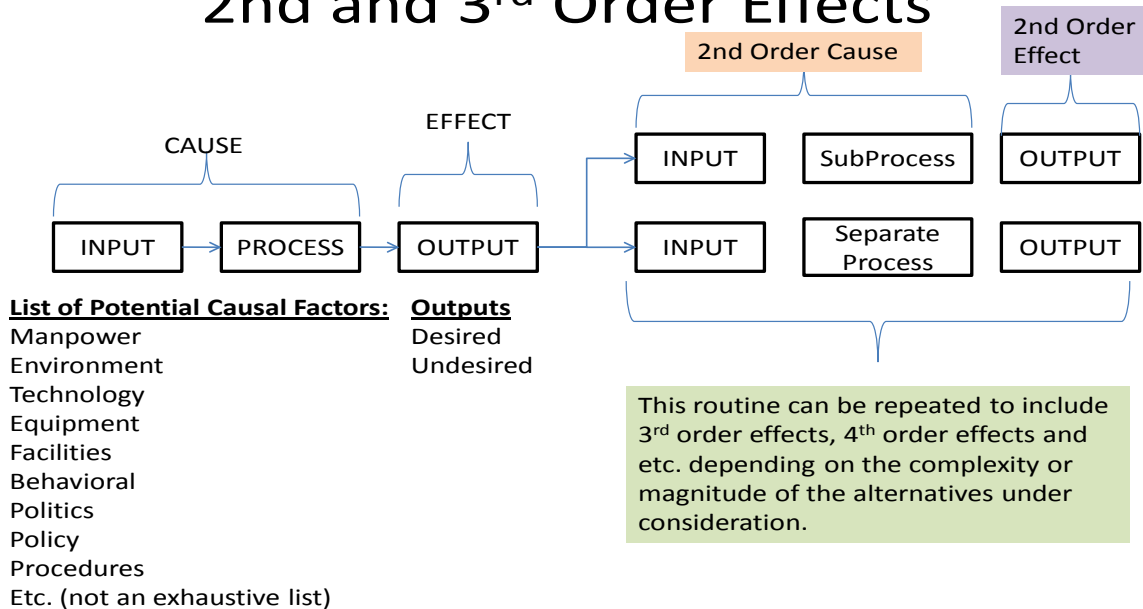 2nd and 3rd Order Effects
2nd Order Cause
2nd Order
Effect
CAUSE
EFFECT
INPUT
SubProcess
OUTPUT
INPUT
PROCESS
OUTPUT
INPUT
Separate
Process
OUTPUT
List of Potential Causal Factors:
Manpower
Environment
Technology
Equipment
Facilities
Behavioral
Politics
Policy
Procedures
Etc. (not an exhaustive list)
Outputs
Desired
Undesired
This routine can be repeated to include
3rd order effects, 4th order effects and
etc. depending on the complexity or
magnitude of the alternatives under
consideration.